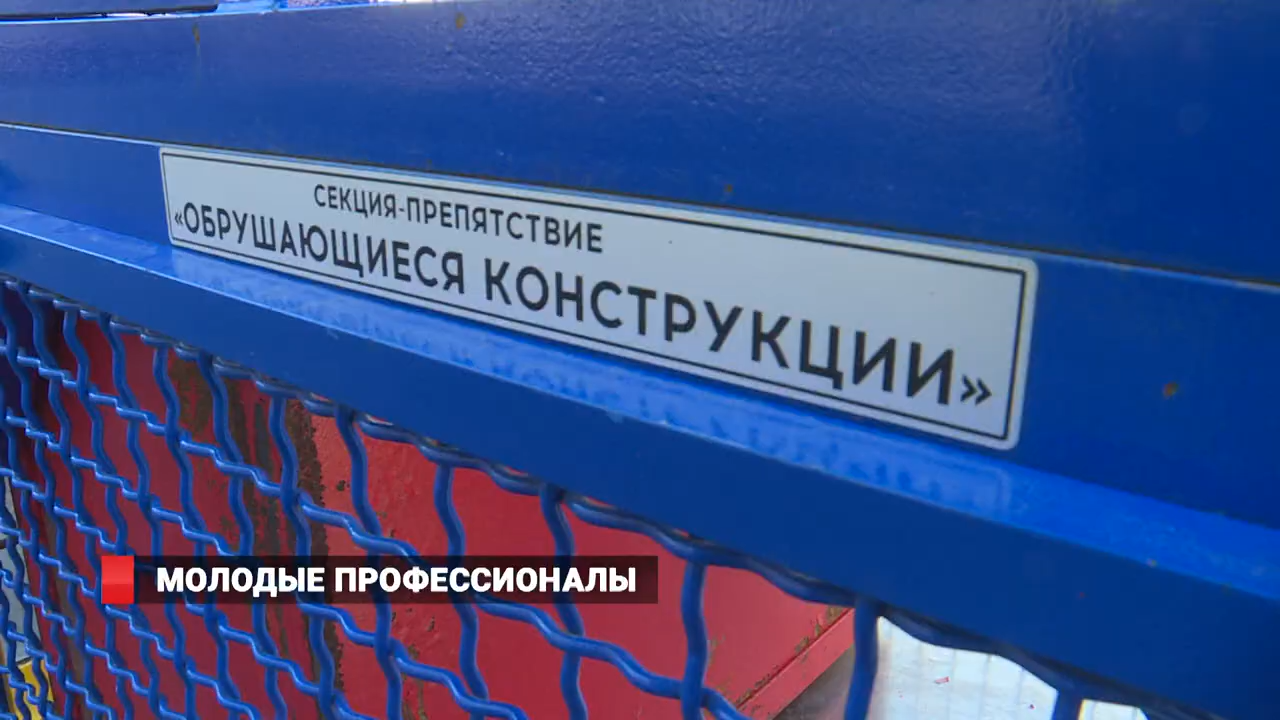 СЕКЦИЯ-ПРЕПЯТСТВИЕ
«ОБРУШАЮЩИЕСЯ КОНСТРУКЦИИ»
МОЛОДЫЕ ПРОФЕССИОНАЛЫ